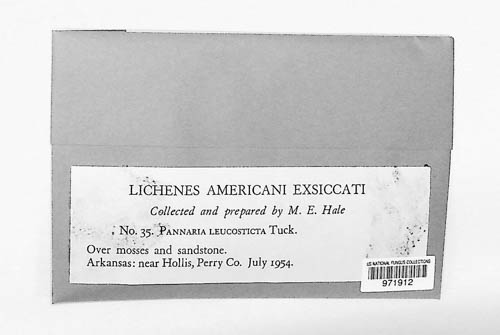 LICHENES AMERICANI EXSICCATI
Collected and prepared by M. E. Hale
No. 35. PANNARIA LEUCOSTICTA Tuck.
Over mosses and sandstone.
Arkansas: near Hollis, Perry Co. July 1954.
US NATIONAL FUNGUS COLLECTIONS
971912